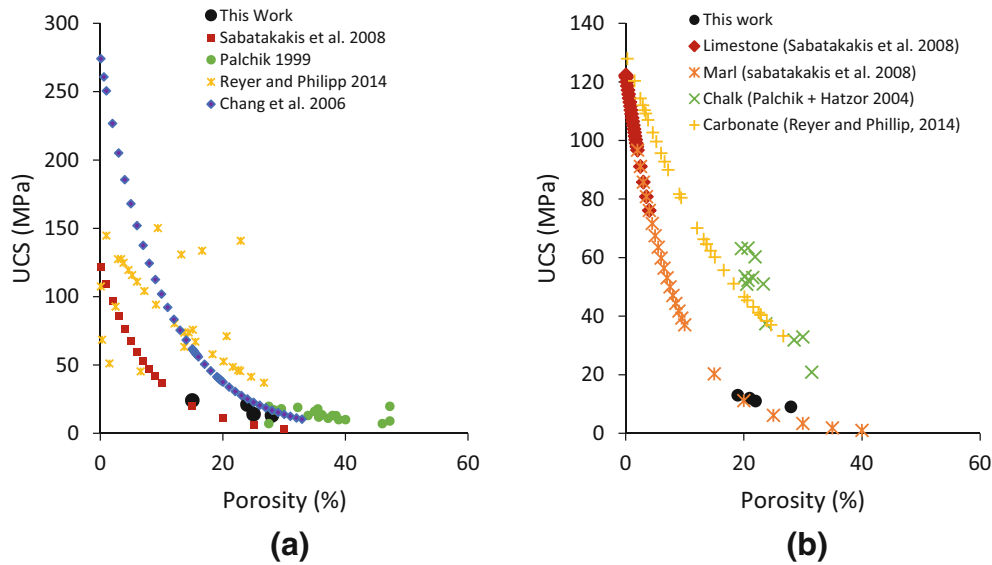 300
250
200
150
100
50
0
UCS (MPa)
0
20
40
60
Porosity (%)
This Work
Sabatakakis et al. 2008
Palchik 1999
Reyer and Philipp 2014
Chang et al. 2006
(a)
140
120
100
80
60
40
20
0
UCS (MPa)
0
20
40
60
Porosity (%)
This work
Limestone (Sabatakakis et al. 2008)
Marl (sabatakakis et al. 2008)
Chalk (Palchik + Hatzor 2004)
Carbonate (Reyer and Phillip, 2014)
(b)